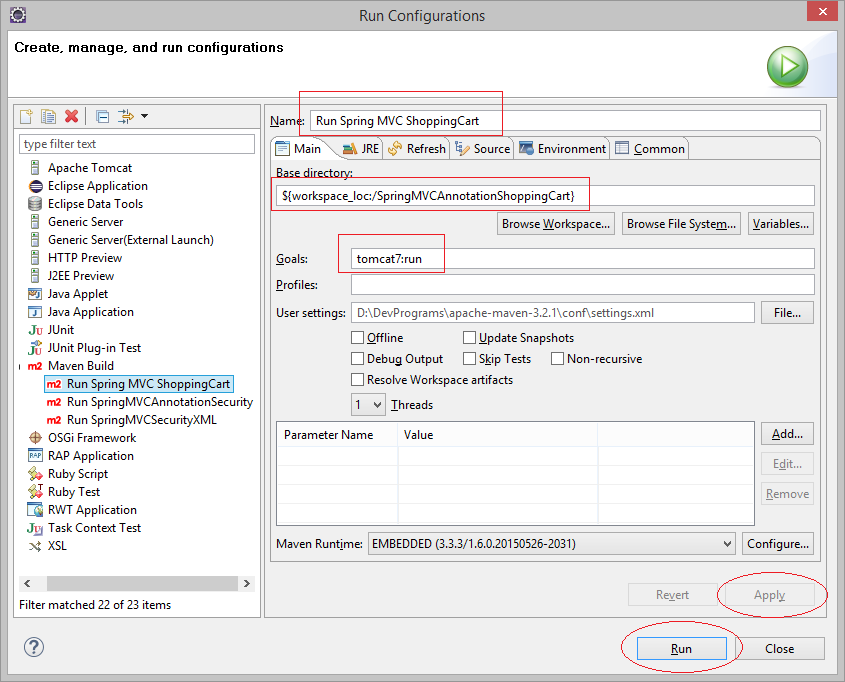 Run Configurations
Create, manage, and run configurations
type filter text
Apache Tomcat
Eclipse Application
Eclipse Data Tools
Generic Server
Generic Server(External Launch)
HTTP Preview
J2EE Preview
Java Applet
Java Application
Ju JUnit
JUnit Plug-in Test
m2 Maven Build
m2 Run Spring MVC ShoppingCart
m2 Run SpringMVCAnnotationSecurity
m2 Run SpringMVCSecurityXML
OSGi Framework
RAP RAP Application
Ruby Script
Ruby Test
RWT Application
Ju Task Context Test
XSL
Filter matched 22 of 23 items
Name: Run Spring MVC ShoppingCart
Main JRE Refresh Source Environment Common
Base directory:
${workspace_loc:/SpringMVCAnnotationShoppingCart}
Browse Workspace... Browse File System... Variables...
Goals: tomcat7:run
Profiles:
User settings: D:\DevPrograms\apache-maven-3.2.1\conf\settings.xml File...
Offline Update Snapshots
Debug Output Skip Tests Non-recursive
Resolve Workspace artifacts
1 Threads
Parameter Name Value
Add...
Edit...
Remove
Maven Runtime: EMBEDDED (3.3.3/1.6.0.20150526-2031) Configure...
Revert Apply
? Run Close